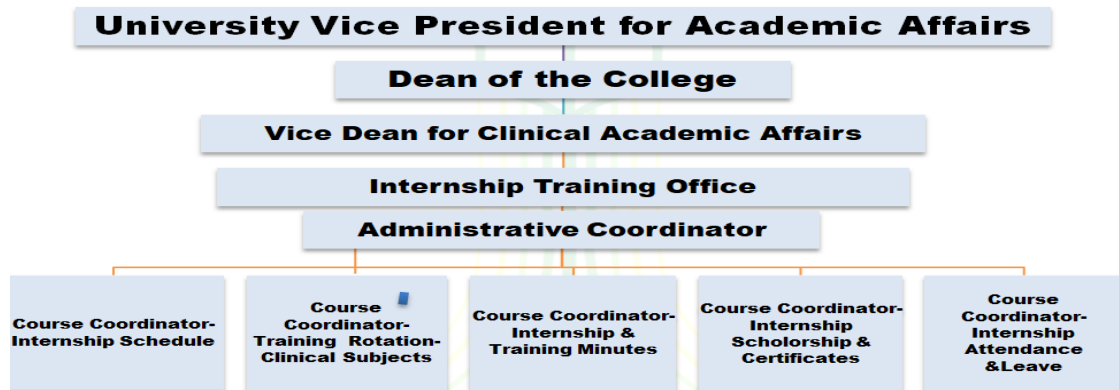 University Vice President for Academic Affairs
Dean of the College
Vice Dean for Clinical Academic Affairs
Internship Training Office
Administrative Coordinator
Course Coordinator-
Internship Schedule
Course
Coordinator-
Training Rotation-
Clinical Subjects
Course Coordinator-
Internship &
Training Minutes
Course Coordinator-
Internship
Scholorship &
Certificates
Course
Coordinator-
Internship
Attendance
&Leave